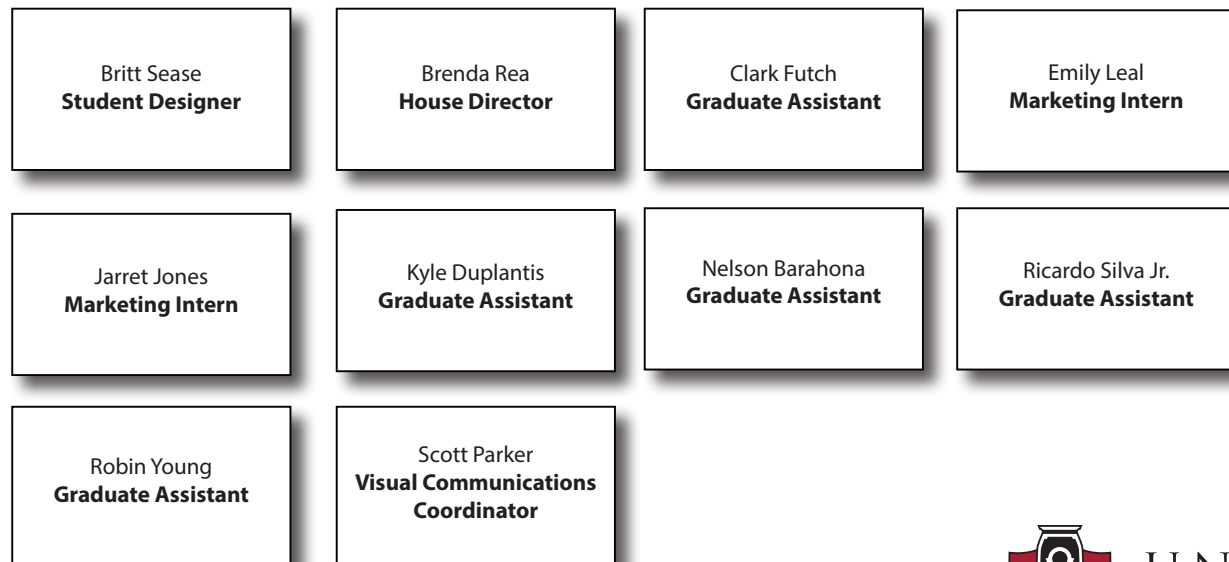 Britt Sease
Student Designer
Brenda Rea
House Director
Clark Futch
Graduate Assistant
Emily Leal
Marketing Intern
Jarret Jones
Marketing Intern
Kyle Duplantis
Graduate Assistant
Nelson Barahona
Graduate Assistant
Ricardo Silva Jr.
Graduate Assistant
Robin Young
Graduate Assistant
Scott Parker
Visual Communications
Coordinator